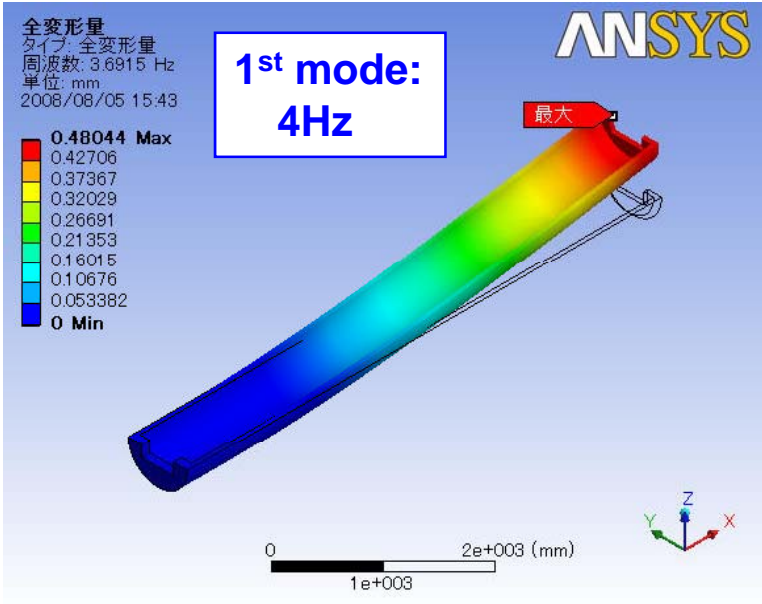 全変形量
タイプ: 全変形量
周波数: 3.6915 Hz
単位: mm
2008/08/05 15:43
0.48044 Max
0.42706
0.37367
0.32029
0.26691
0.21353
0.16015
0.10676
0.053382
0 Min
1st mode:
4Hz
ANSYS
最大
0
2e+003 (mm)
1e+003
Z
Y
X